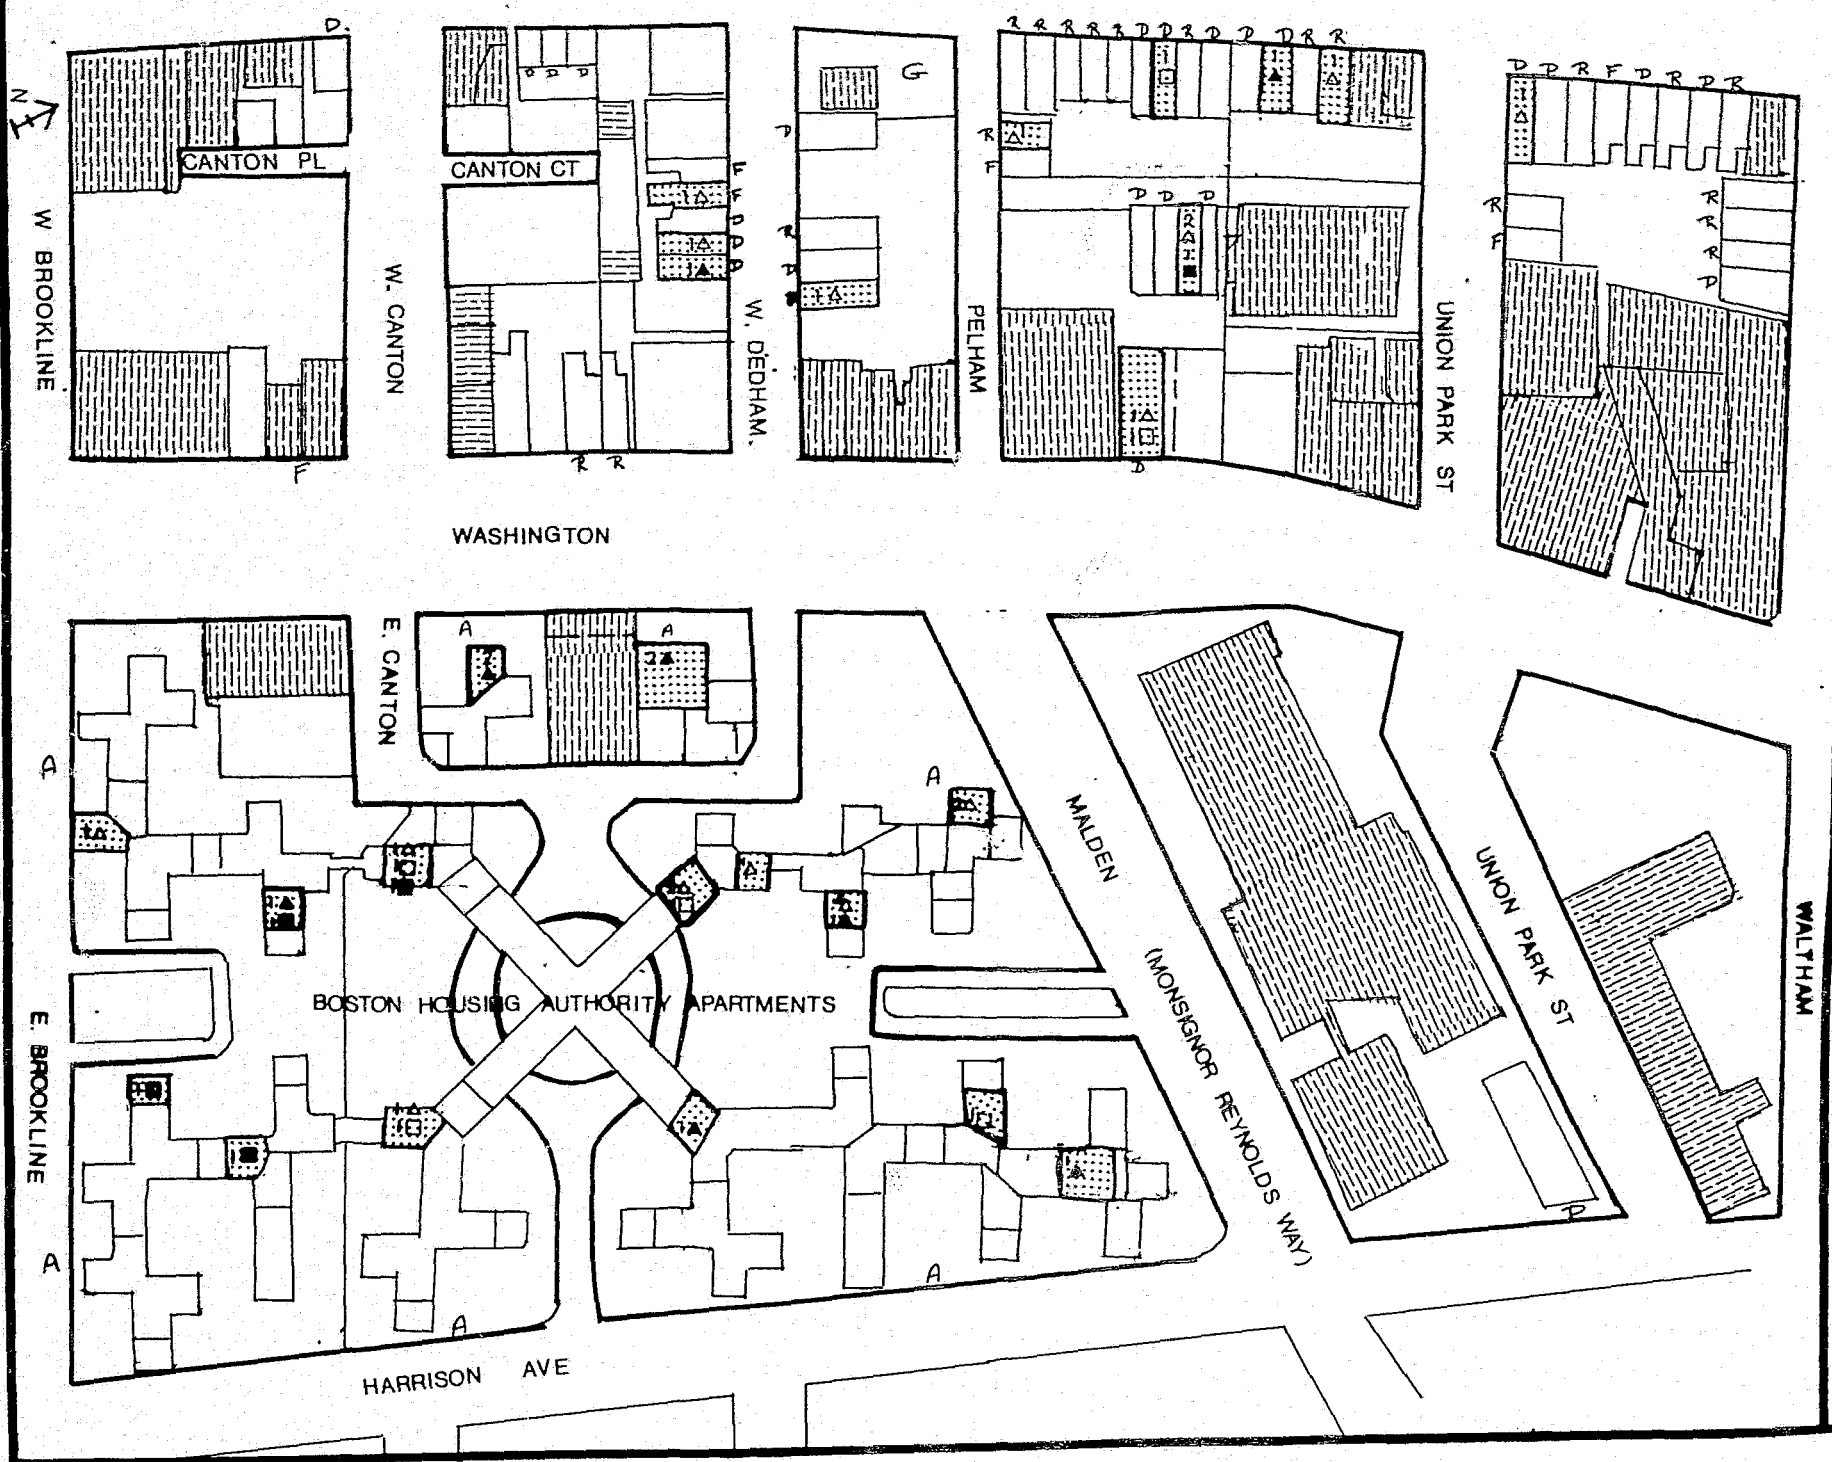 D.
R R R R R D D R D D D R R
D D R F D R D R
N
G
CANTON PL
CANTON CT
D
R
F
F
F
D
D
D D D
D D D
R
F
R
R
R
D
R
D
W BROOKLINE
W. CANTON
W. DEDHAM.
PELHAM
UNION PARK ST
F
R R
D
WASHINGTON
E. CANTON
A
A
A
A
MALDEN
(MONSIGNOR REYNOLDS WAY)
UNION PARK ST
WALTHAM
BOSTON HOUSING AUTHORITY APARTMENTS
E. BROOKLINE
A
A
A
D
HARRISON AVE